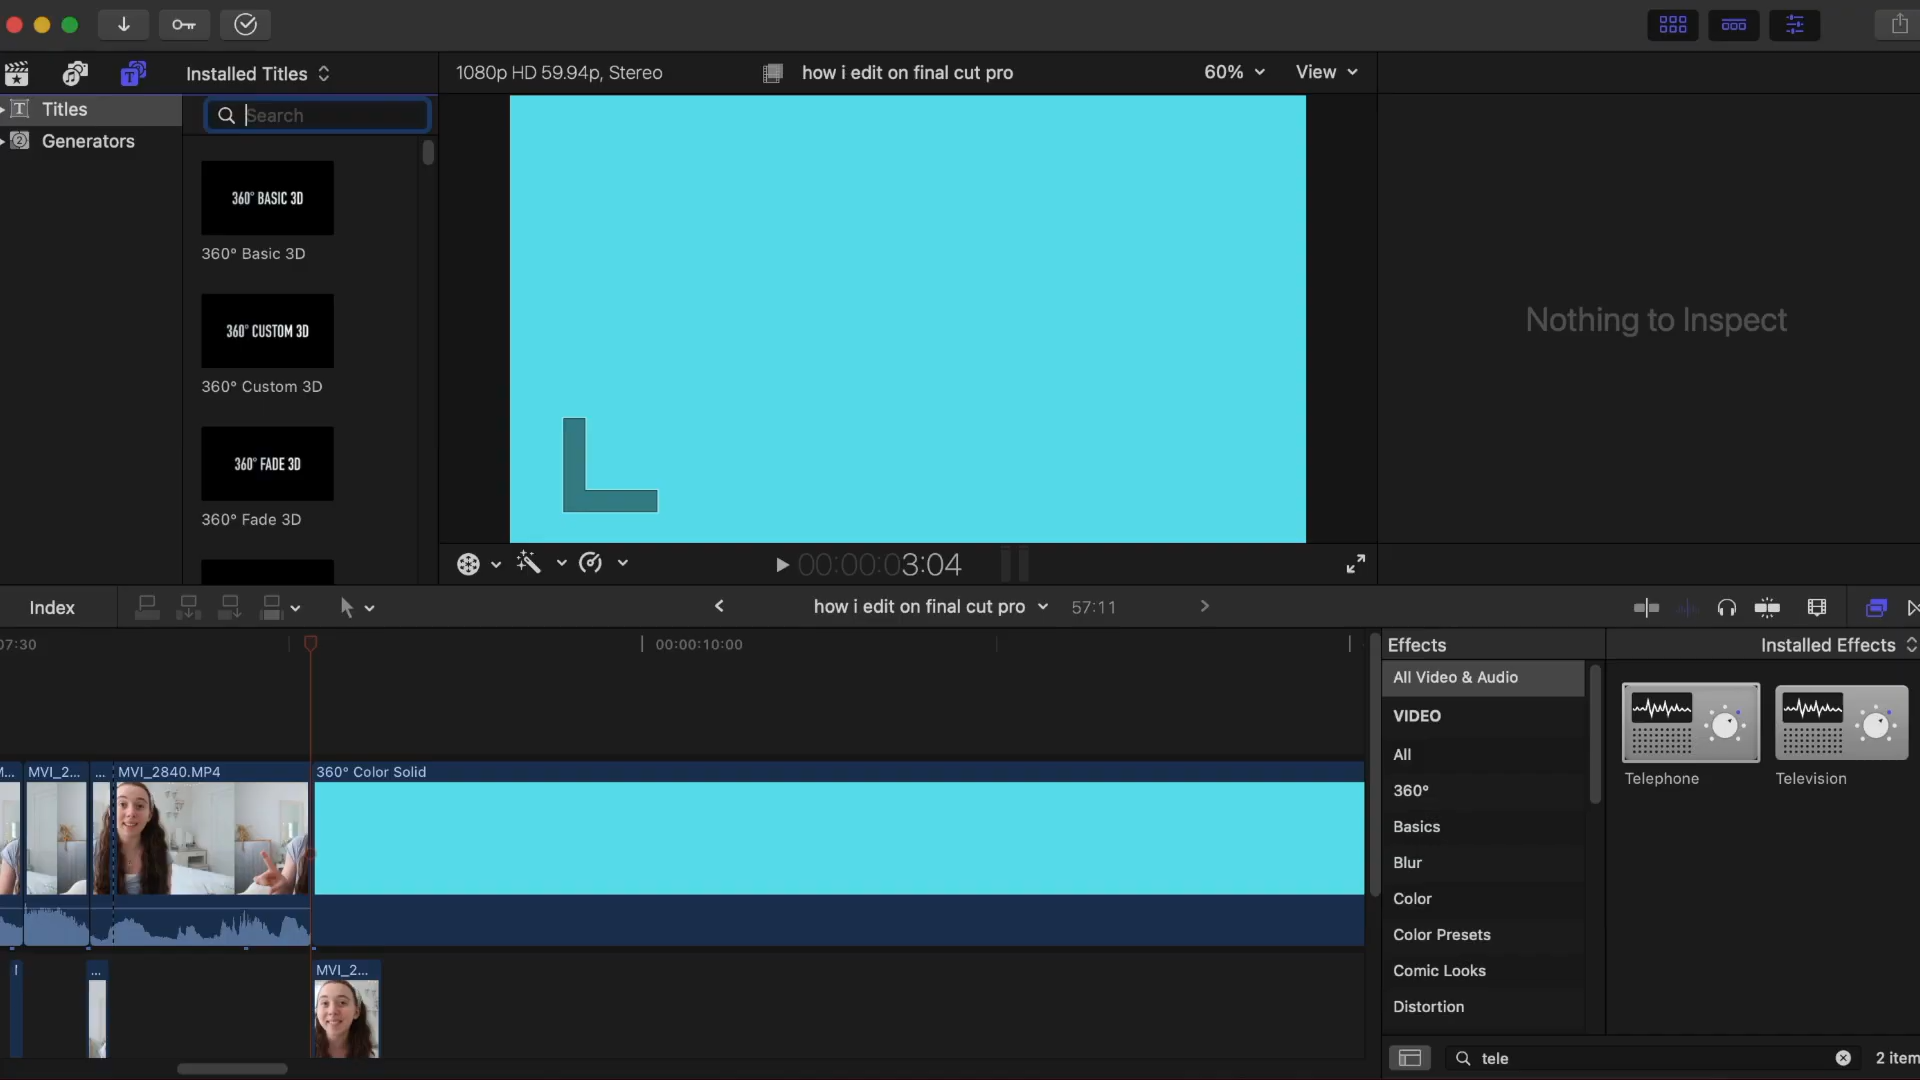 Installed Titles
1080p HD 59.94p, Stereo
how i edit on final cut pro
60%
View
Titles
Search
Generators
360° BASIC 3D
360° Basic 3D
360° CUSTOM 3D
360° Custom 3D
360° FADE 3D
360° Fade 3D
Nothing to Inspect
00:00:03:04
Index
how i edit on final cut pro
57:11
07:30
00:00:10:00
Effects
Installed Effects
All Video & Audio
VIDEO
All
360°
Basics
Blur
Color
Color Presets
Comic Looks
Distortion
Telephone
Television
MVI_2...
...
MVI_2840.MP4
360° Color Solid
...
MVI_2...
tele
2 item